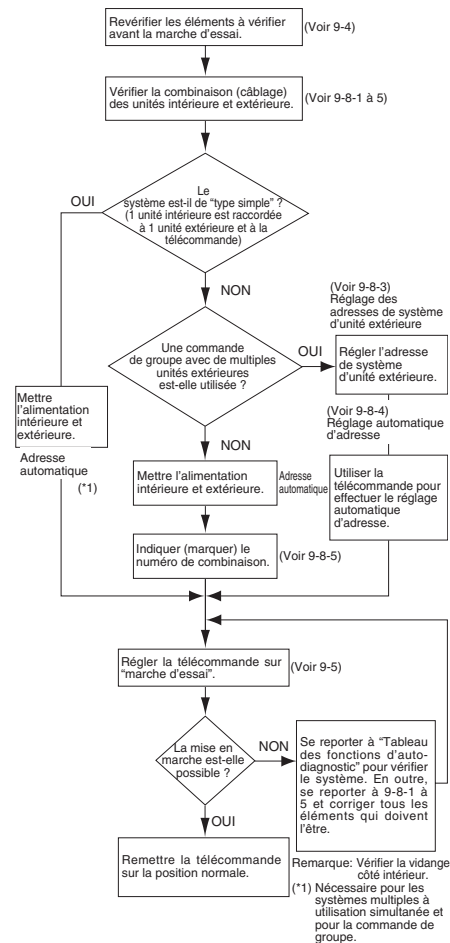 Revérifier les éléments à vérifier
avant la marche d'essai.
(Voir 9-4)
Vérifier la combinaison (câblage)
des unités intérieure et extérieure.
(Voir 9-8-1 à 5)
Le
système est-il de “type simple” ?
(1 unité intérieure est raccordée
à 1 unité extérieure et à la
télécommande)
OUI
NON
Une commande
de groupe avec de multiples
unités extérieures
est-elle utilisée ?
OUI
(Voir 9-8-3)
Réglage des
adresses de système
d'unité extérieure
Régler l'adresse
de système
d'unité extérieure.
(Voir 9-8-4)
Réglage automatique
d'adresse
Utiliser la
télécommande pour
effectuer le réglage
automatique
d'adresse.
Mettre
l'alimentation
intérieure et
extérieure.
Adresse
automatique
(*1)
NON
Mettre l'alimentation
intérieure et extérieure.
Adresse
automatique
Indiquer (marquer) le
numéro de combinaison.
(Voir 9-8-5)
Régler la télécommande sur
“marche d'essai”.
(Voir 9-5)
La mise en
marche est-elle
possible ?
NON
Se reporter à “Tableau
des fonctions d'auto-
diagnostic” pour vérifier
le système. En outre,
se reporter à 9-8-1 à
5 et corriger tous les
éléments qui doivent
l'être.
OUI
Remettre la télécommande
sur la position normale.
Remarque: Vérifier la vidange
côté intérieur.
(*1) Nécessaire pour les
systèmes multiples à
utilisation simultanée et
pour la commande de
groupe.